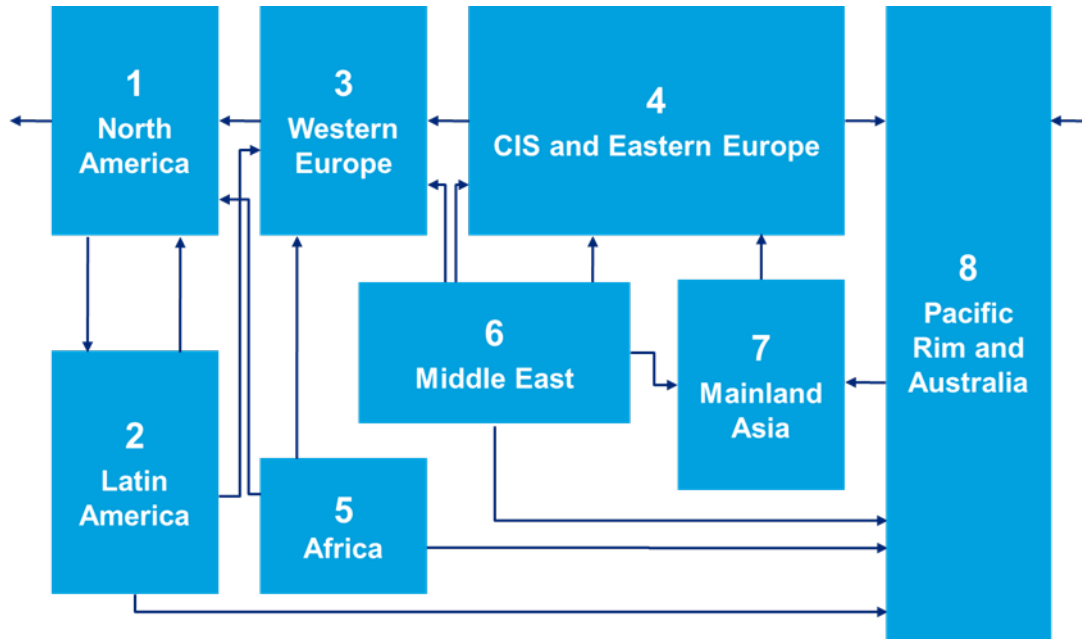 1
North
America
3
Western
Europe
4
CIS and Eastern Europe
2
Latin
America
5
Africa
6
Middle East
7
Mainland
Asia
8
Pacific
Rim and
Australia